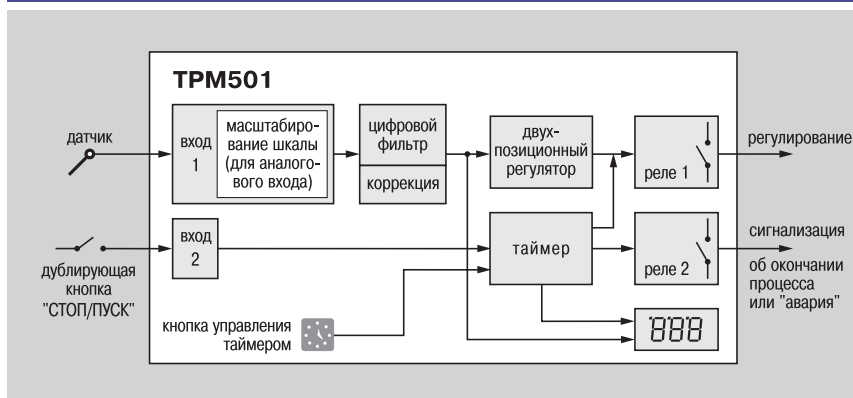 ТРМ501
датчик
вход
1
масштабиро-
вание шкалы
(для аналого-
вого входа)
цифровой
фильтр
коррекция
двух-
позиционный
регулятор
реле 1
регулирование
дублирующая
кнопка
"СТОП/ПУСК"
вход
2
таймер
реле 2
сигнализация
об окончании
процесса
или "авария"
кнопка управления
таймером
888